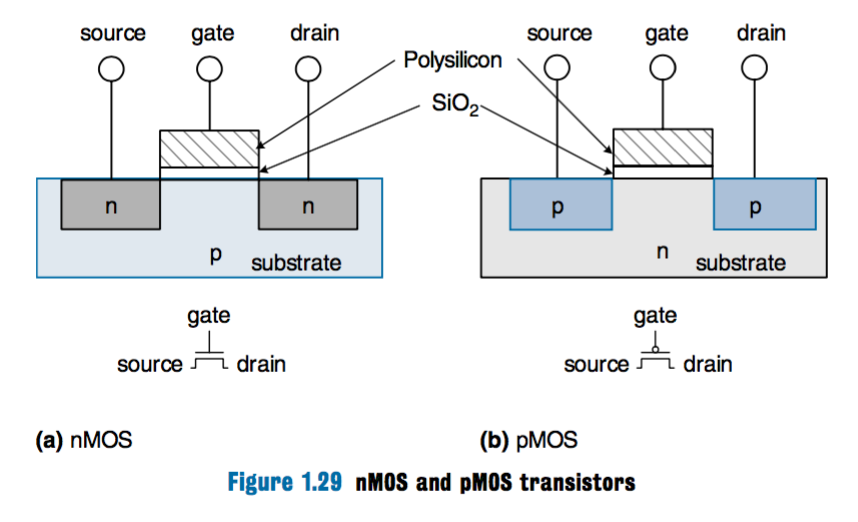 source gate drain
source gate drain
Polysilicon
SiO₂
n n
p
substrate
p p
n
substrate
gate
source drain
gate
source drain
(a) nMOS
(b) pMOS
Figure 1.29 nMOS and pMOS transistors